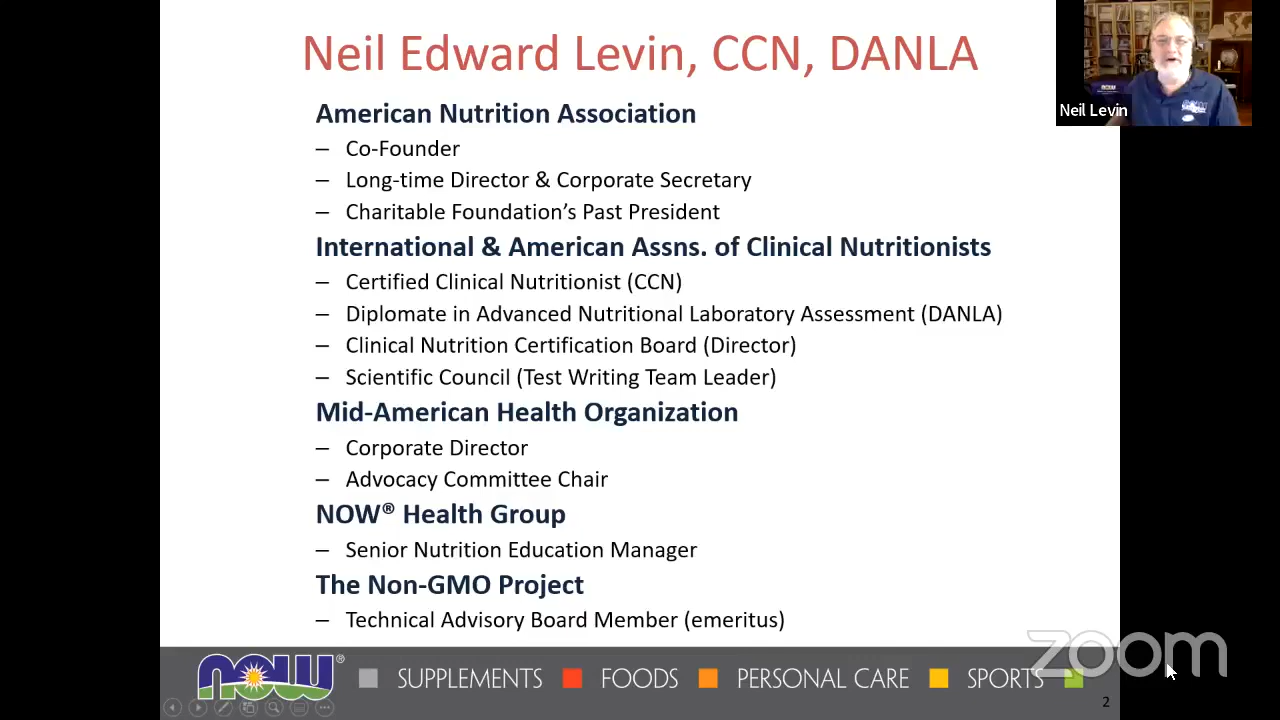 Neil Edward Levin, CCN, DANLA
American Nutrition Association
– Co-Founder
– Long-time Director & Corporate Secretary
– Charitable Foundation's Past President
International & American Assns. of Clinical Nutritionists
– Certified Clinical Nutritionist (CCN)
– Diplomate in Advanced Nutritional Laboratory Assessment (DANLA)
– Clinical Nutrition Certification Board (Director)
– Scientific Council (Test Writing Team Leader)
Mid-American Health Organization
– Corporate Director
– Advocacy Committee Chair
NOW® Health Group
– Senior Nutrition Education Manager
The Non-GMO Project
– Technical Advisory Board Member (emeritus)
NOW
Neil Levin
now® SUPPLEMENTS FOODS PERSONAL CARE SPORTS
zoom
2